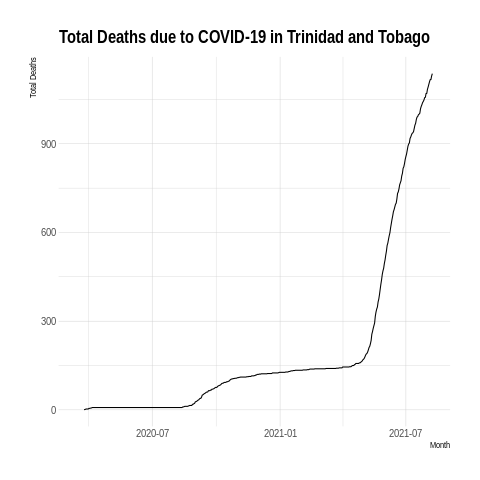 Total Deaths due to COVID-19 in Trinidad and Tobago
Total Deaths
900
600
300
0
2020-07 2021-01 2021-07
Month